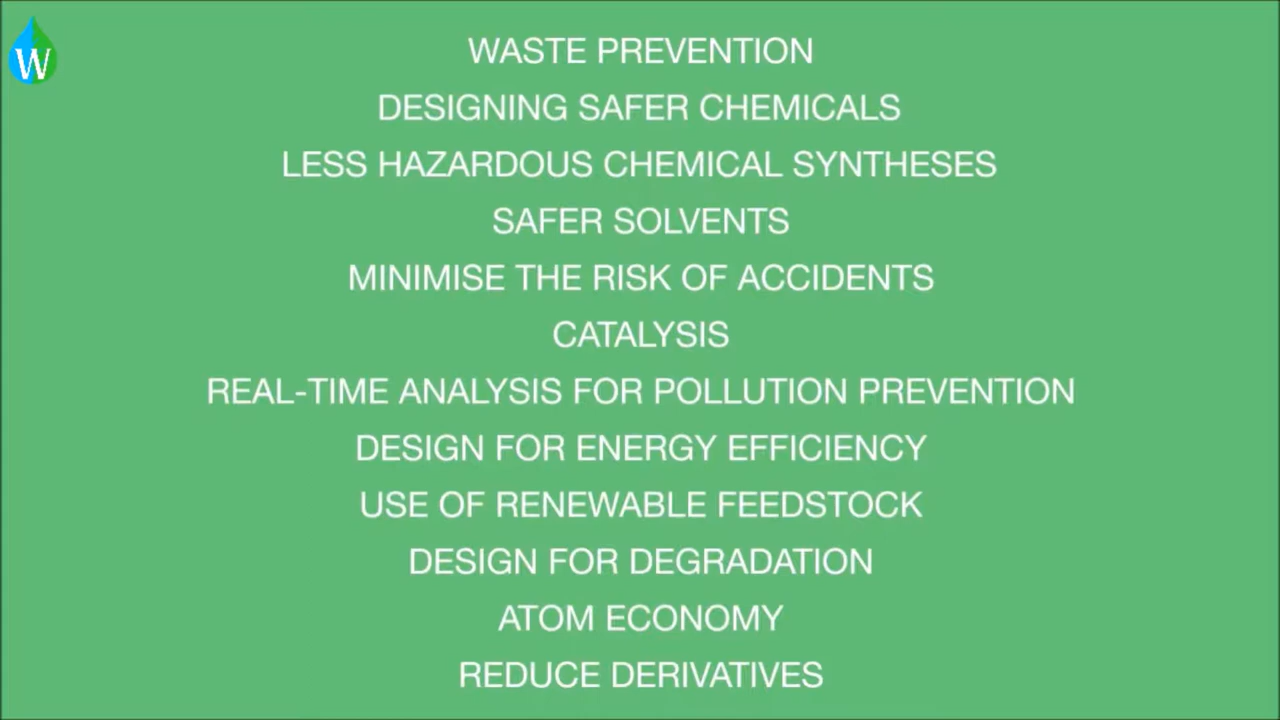 W
WASTE PREVENTION
DESIGNING SAFER CHEMICALS
LESS HAZARDOUS CHEMICAL SYNTHESES
SAFER SOLVENTS
MINIMISE THE RISK OF ACCIDENTS
CATALYSIS
REAL-TIME ANALYSIS FOR POLLUTION PREVENTION
DESIGN FOR ENERGY EFFICIENCY
USE OF RENEWABLE FEEDSTOCK
DESIGN FOR DEGRADATION
ATOM ECONOMY
REDUCE DERIVATIVES